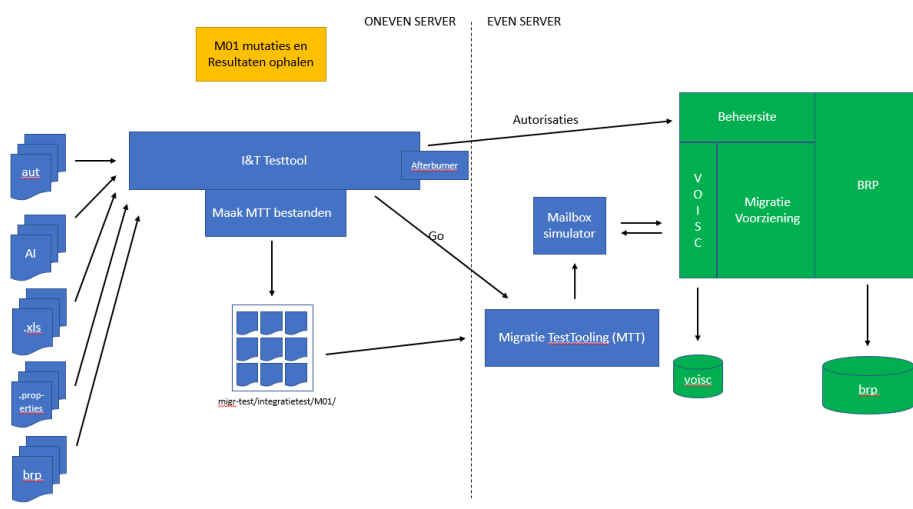 ONEVEN SERVER
EVEN SERVER
M01 mutaties en
Resultaten ophalen
Autorisaties
Beheersite
aut
I&T Testtool
Afterburner
BRP
V
O
I
S
C
Migratie
Voorziening
Maak MTT bestanden
Mailbox
simulator
AI
Go
.xls
Migratie TestTooling (MTT)
voisc
brp
.prop-
erties
migr-test/integratietest/M01/
brp